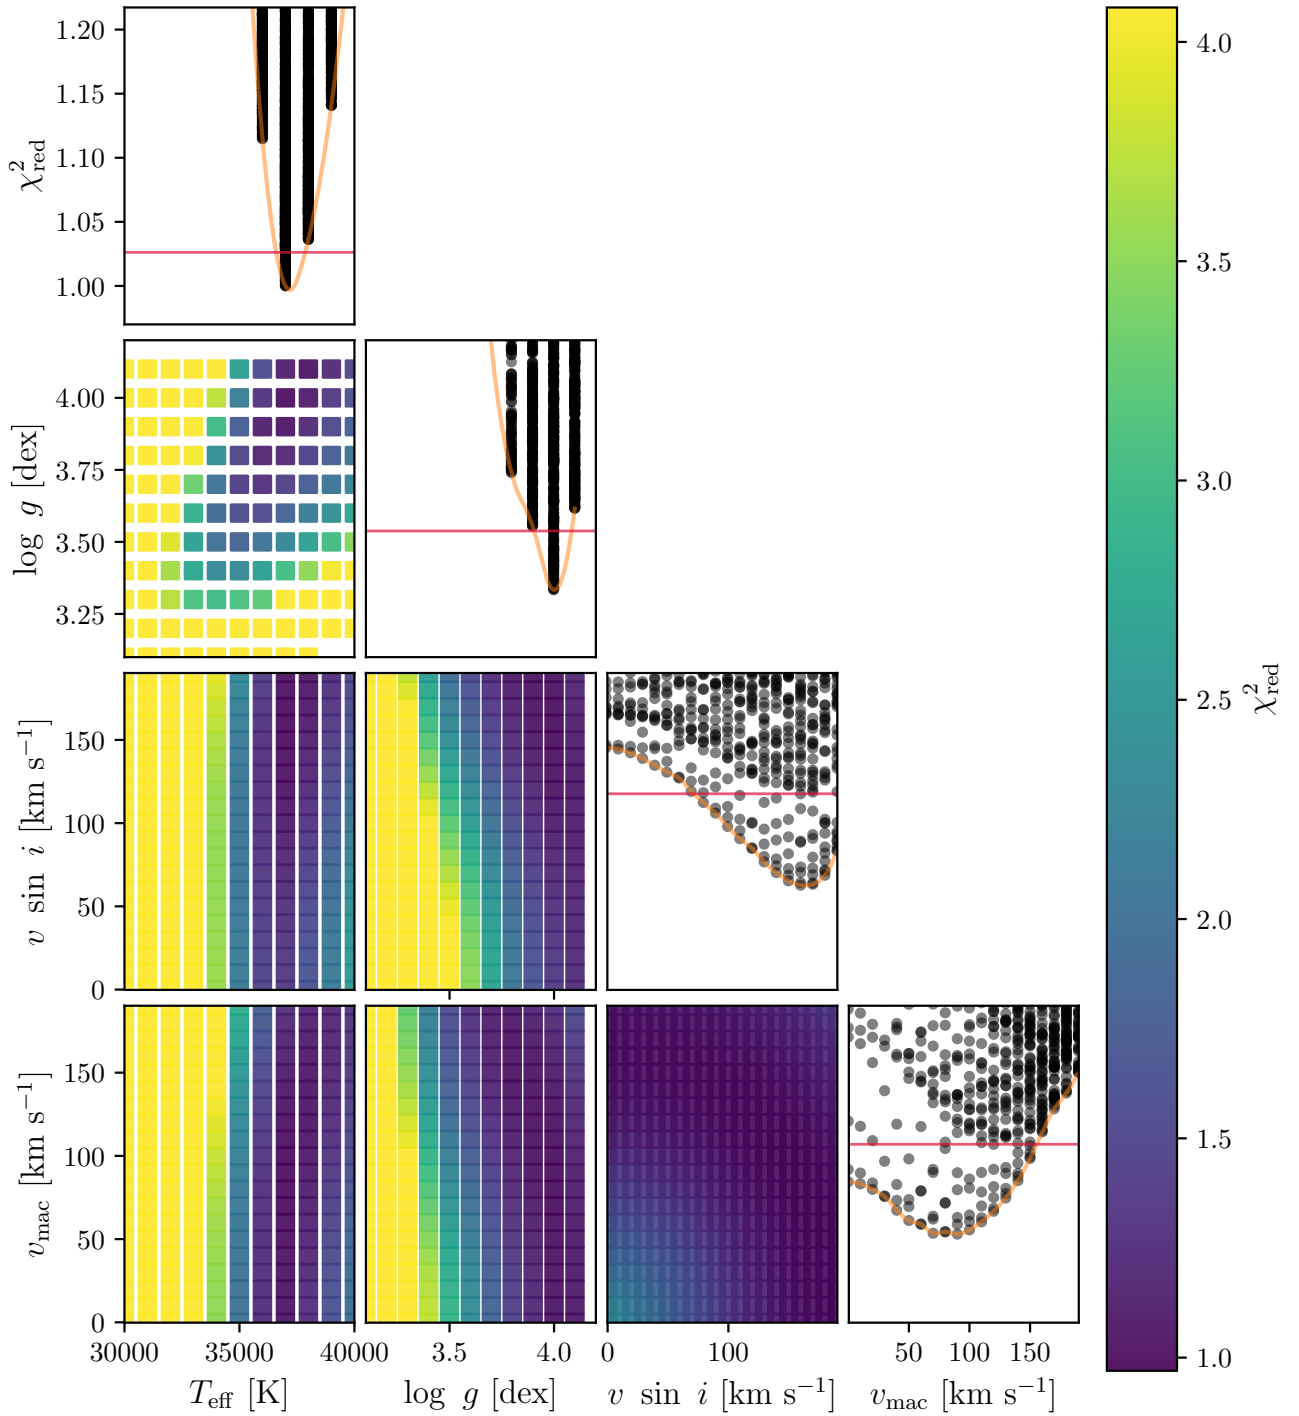 1.20
1.15
1.10
1.05
1.00
χ²red
4.00
3.75
3.50
3.25
log g [dex]
150
100
50
0
v sin i [km s⁻¹]
150
100
50
0
vmac [km s⁻¹]
30000 35000 40000
Teff [K]
3.5 4.0
log g [dex]
0 100
v sin i [km s⁻¹]
50 100 150
vmac [km s⁻¹]
4.0
3.5
3.0
2.5
2.0
1.5
1.0
χ²red